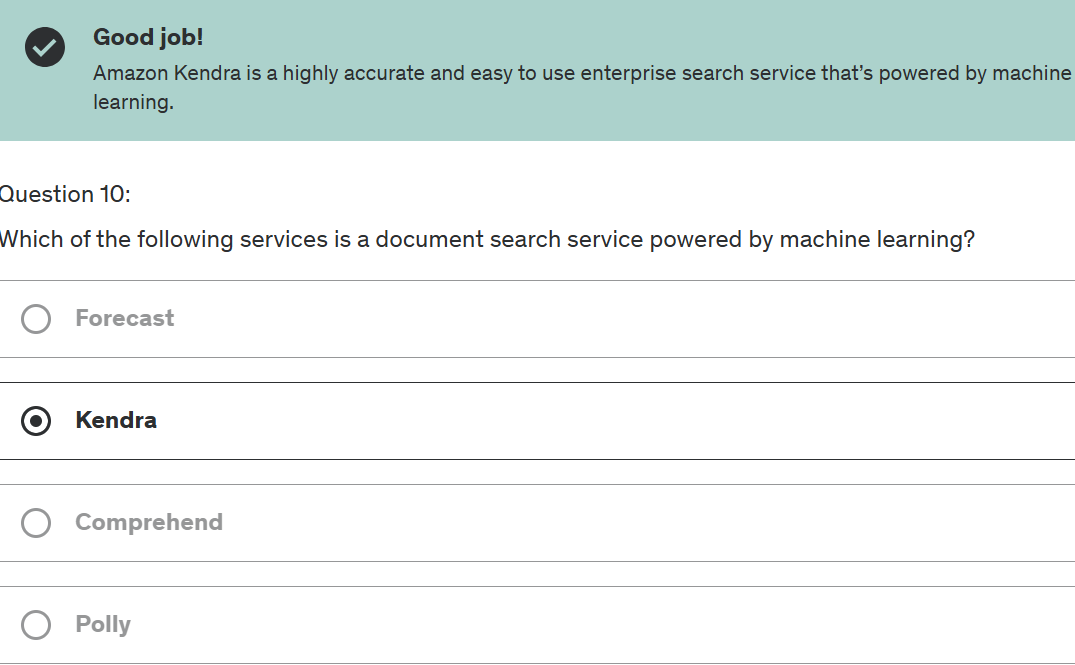 Good job!
Amazon Kendra is a highly accurate and easy to use enterprise search service that's powered by machine
learning.
Question 10:
Which of the following services is a document search service powered by machine learning?
Forecast
Kendra
Comprehend
Polly